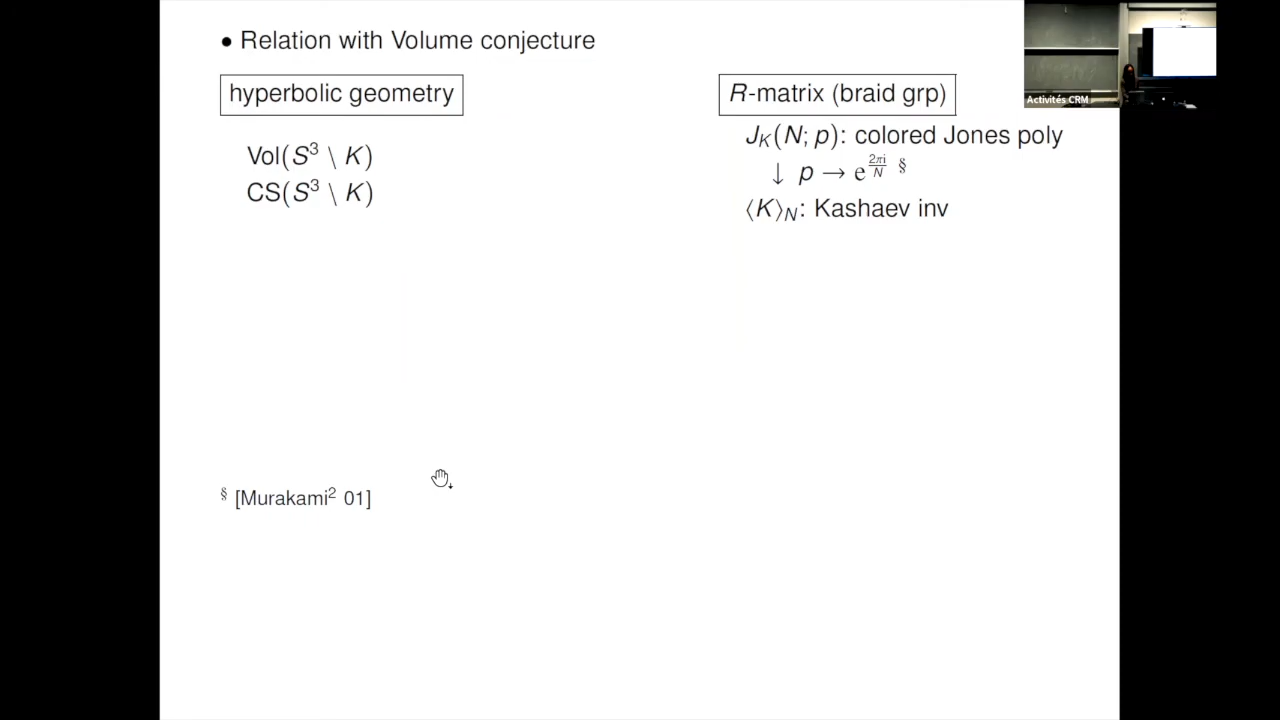 • Relation with Volume conjecture
hyperbolic geometry
Vol(S³ \ K)
CS(S³ \ K)
R-matrix (braid grp)
J_K(N; p): colored Jones poly
↓ p → e^{2πi/N} §
⟨K⟩_N: Kashaev inv
§ [Murakami² 01]
Activités CRM